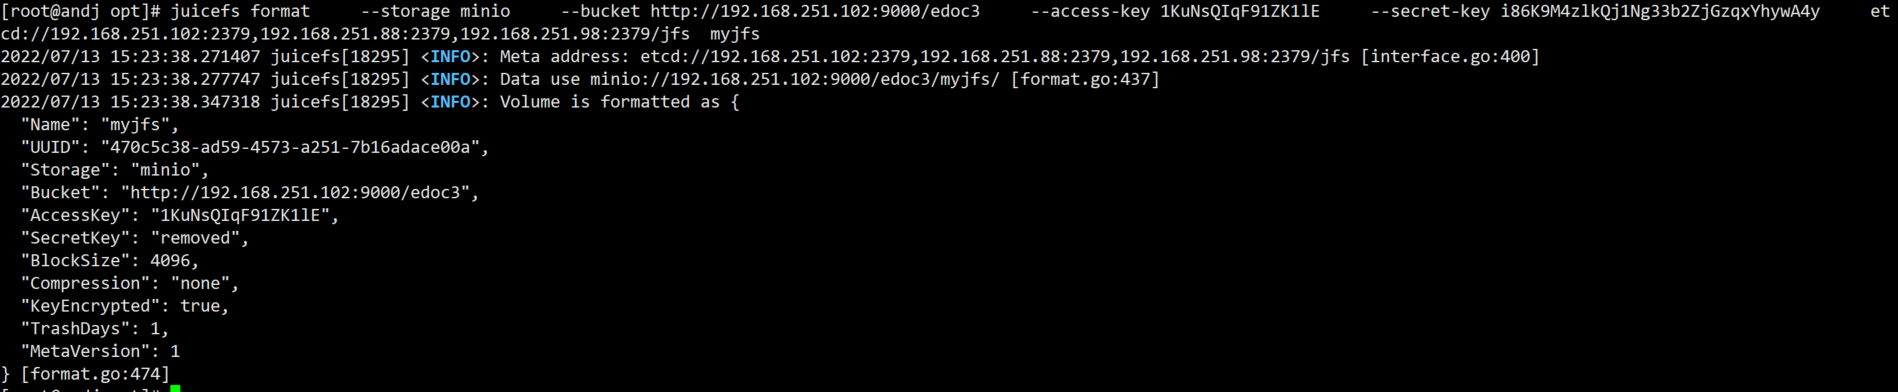 [root@andj opt]# juicefs format     --storage minio     --bucket http://192.168.251.102:9000/edoc3     --access-key 1KuNsQIqF91ZK1lE     --secret-key i86K9M4zlkQj1Ng33b2ZjGzqxYhywA4y     et
cd://192.168.251.102:2379,192.168.251.88:2379,192.168.251.98:2379/jfs  myjfs
2022/07/13 15:23:38.271407 juicefs[18295] <INFO>: Meta address: etcd://192.168.251.102:2379,192.168.251.88:2379,192.168.251.98:2379/jfs [interface.go:400]
2022/07/13 15:23:38.277747 juicefs[18295] <INFO>: Data use minio://192.168.251.102:9000/edoc3/myjfs/ [format.go:437]
2022/07/13 15:23:38.347318 juicefs[18295] <INFO>: Volume is formatted as {
  "Name": "myjfs",
  "UUID": "470c5c38-ad59-4573-a251-7b16adace00a",
  "Storage": "minio",
  "Bucket": "http://192.168.251.102:9000/edoc3",
  "AccessKey": "1KuNsQIqF91ZK1lE",
  "SecretKey": "removed",
  "BlockSize": 4096,
  "Compression": "none",
  "KeyEncrypted": true,
  "TrashDays": 1,
  "MetaVersion": 1
} [format.go:474]